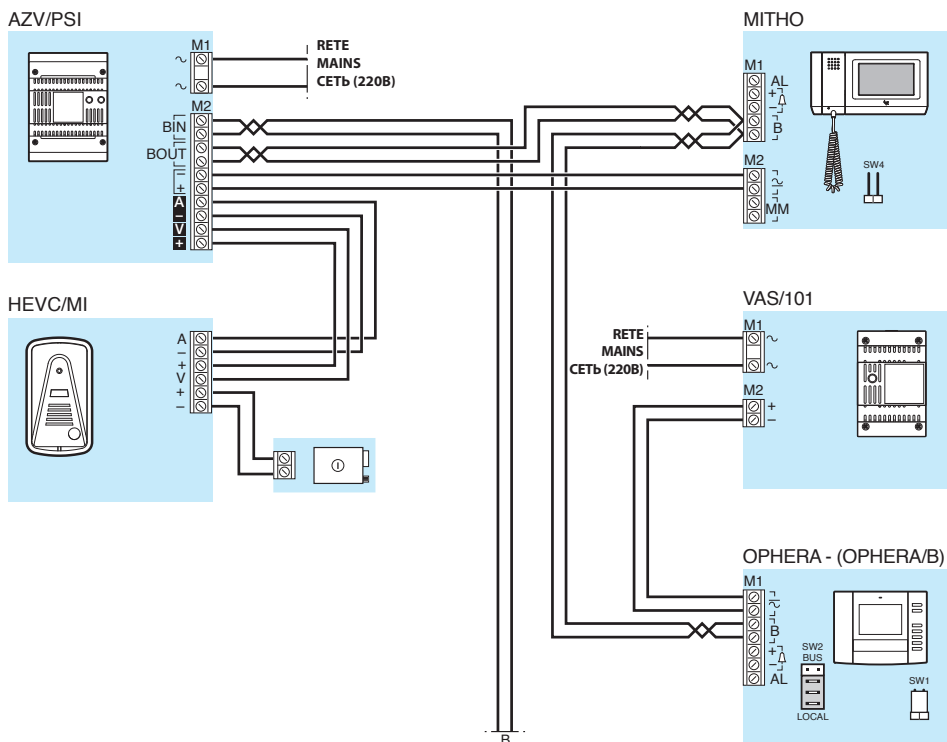 AZV/PSI
M1
~
~
RETE
MAINS
СЕТЬ (220В)
M2
BIN
BOUT
=
+
A
–
V
+
HEVC/MI
A
–
+
V
+
–
MITHO
M1
AL
+
–
B
M2
~
MM
SW4
VAS/101
RETE
MAINS
СЕТЬ (220В)
M1
~
~
M2
+
–
OPHERA - (OPHERA/B)
M1
~
B
+
–
AL
SW2
BUS
LOCAL
SW1
B